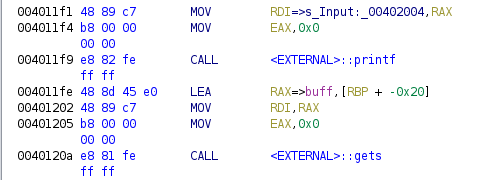 004011f1 48 89 c7 MOV RDI=>s_Input:_00402004,RAX
004011f4 b8 00 00 MOV EAX,0x0
00 00
004011f9 e8 82 fe CALL <EXTERNAL>::printf
ff ff
004011fe 48 8d 45 e0 LEA RAX=>buff,[RBP + -0x20]
00401202 48 89 c7 MOV RDI,RAX
00401205 b8 00 00 MOV EAX,0x0
00 00
0040120a e8 81 fe CALL <EXTERNAL>::gets
ff ff